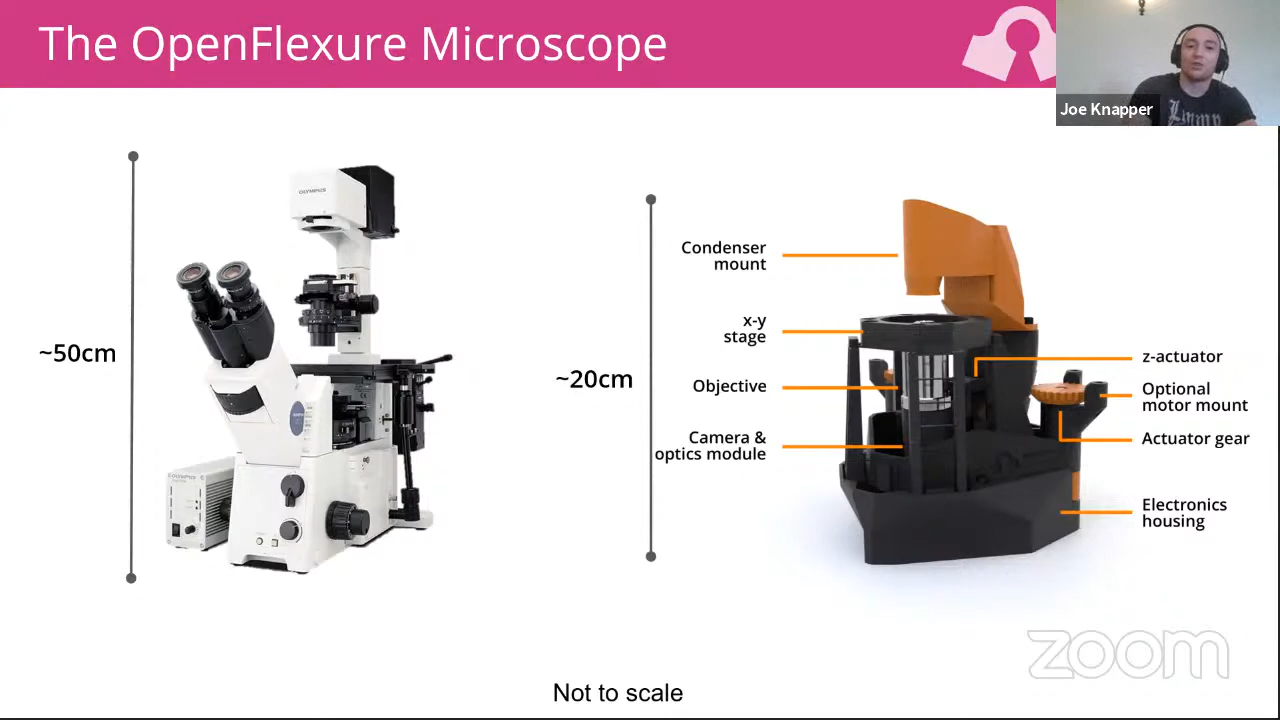 The OpenFlexure Microscope
Joe Knapper
OLYMPUS
~50cm
~20cm
Condenser
mount
x-y
stage
Objective
Camera &
optics module
z-actuator
Optional
motor mount
Actuator gear
Electronics
housing
zoom
Not to scale